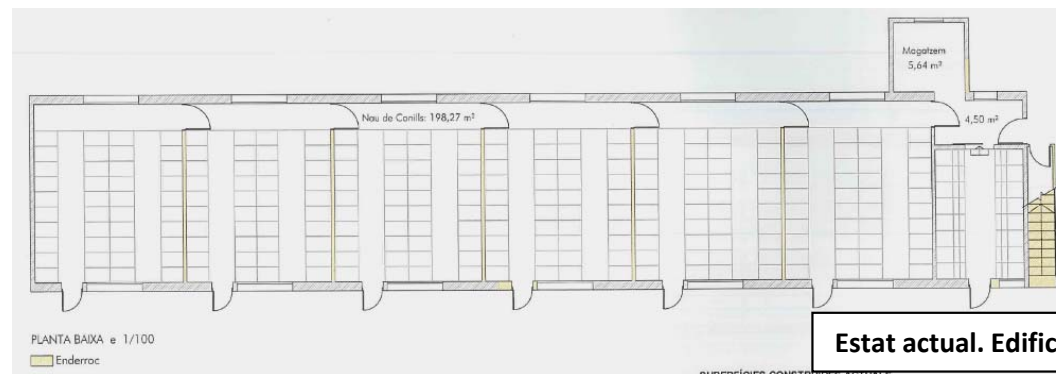 Magatzem
5,64 m²
Nau de Conills: 198,27 m²
4,50 m²
PLANTA BAIXA e 1/100
Enderroc
Estat actual. Edific